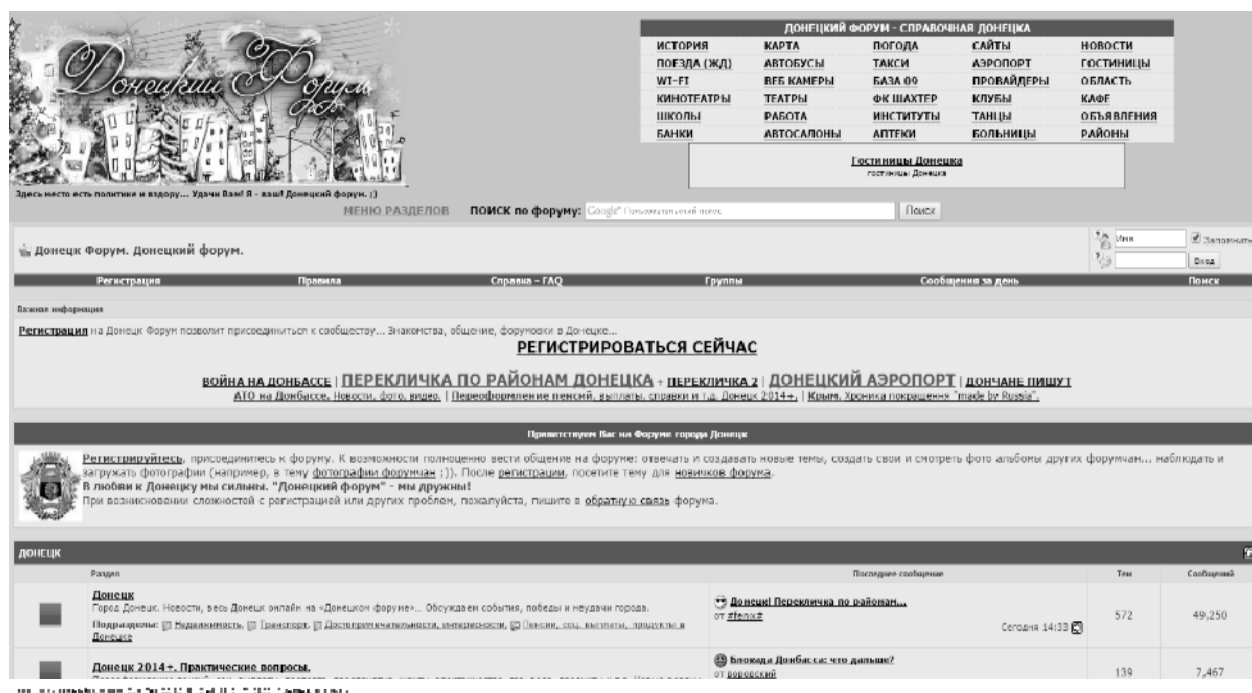 Донецкий Форум
Здесь место есть политике и вздору... Удачи Вам! Я - ваш! Донецкий форум. ;)
ДОНЕЦКИЙ ФОРУМ - СПРАВОЧНАЯ ДОНЕЦКА
ИСТОРИЯ КАРТА ПОГОДА САЙТЫ НОВОСТИ
ПОЕЗДА (ЖД) АВТОБУСЫ ТАКСИ АЭРОПОРТ ГОСТИНИЦЫ
WI-FI ВЕБ КАМЕРЫ БАЗА 09 ПРОВАЙДЕРЫ ОБЛАСТЬ
КИНОТЕАТРЫ ТЕАТРЫ ФК ШАХТЕР КЛУБЫ КАФЕ
ШКОЛЫ РАБОТА ИНСТИТУТЫ ТАНЦЫ ОБЪЯВЛЕНИЯ
БАНКИ АВТОСАЛОНЫ АПТЕКИ БОЛЬНИЦЫ РАЙОНЫ
Гостиницы Донецка
гостиницы Донецка
МЕНЮ РАЗДЕЛОВ ПОИСК по форуму: Google Пользовательский поиск Поиск
Донецк Форум. Донецкий форум.
Имя Запомнить
Вход
Регистрация Правила Справка - FAQ Группы Сообщения за день Поиск
Важная информация
Регистрация на Донецк Форум позволит присоединиться к сообществу... Знакомства, общение, форумовки в Донецке...
РЕГИСТРИРОВАТЬСЯ СЕЙЧАС
ВОЙНА НА ДОНБАССЕ | ПЕРЕКЛИЧКА ПО РАЙОНАМ ДОНЕЦКА + ПЕРЕКЛИЧКА 2 | ДОНЕЦКИЙ АЭРОПОРТ | ДОНЧАНЕ ПИШУТ
АТО на Донбассе. Новости, фото, видео. | Переоформление пенсий, выплаты, справки и т.д. Донецк 2014+. | Крым. Хроника покращення "made by Russia".
Приветствуем Вас на Форуме города Донецк
Регистрируйтесь, присоединитесь к форуму. К возможности полноценно вести общение на форуме: отвечать и создавать новые темы, создать свои и смотреть фото альбомы других форумчан... наблюдать и
загружать фотографии (например, в тему фотографии форумчан :)). После регистрации, посетите тему для новичков форума.
В любви к Донецку мы сильны. "Донецкий форум" - мы дружны!
При возникновении сложностей с регистрацией или других проблем, пожалуйста, пишите в обратную связь форума.
ДОНЕЦК
Раздел Последнее сообщение Тем Сообщений
Донецк
Город Донецк. Новости, весь Донецк онлайн на «Донецком форуме»... Обсуждаем события, победы и неудачи города.
Подразделы: Недвижимость, Транспорт, Достопримечательности, интересности, Пенсии, соц. выплаты, продукты в
Донецке
Донецк! Перекличка по районам...
от #fenix#
Сегодня 14:33
572 49,250
Донецк 2014+. Практические вопросы.
Блокада Донбасса: что дальше?
от воровский
139 7,467